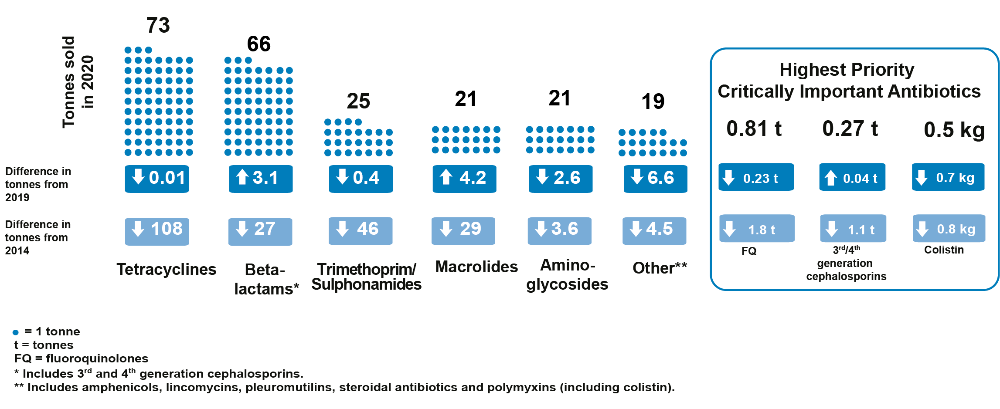 Tonnes sold
in 2020
73
66
25
21
21
19
Highest Priority
Critically Important Antibiotics
0.81 t
0.27 t
0.5 kg
Difference in
tonnes from
2019
0.01
3.1
0.4
4.2
2.6
6.6
0.23 t
0.04 t
0.7 kg
Difference in
tonnes from
2014
108
27
46
29
3.6
4.5
1.8 t
1.1 t
0.8 kg
Tetracyclines
Beta-
lactams*
Trimethoprim/
Sulphonamides
Macrolides
Amino-
glycosides
Other**
FQ
3rd/4th
generation
cephalosporins
Colistin
= 1 tonne
t = tonnes
FQ = fluoroquinolones
* Includes 3rd and 4th generation cephalosporins.
** Includes amphenicols, lincomycins, pleuromutilins, steroidal antibiotics and polymyxins (including colistin).